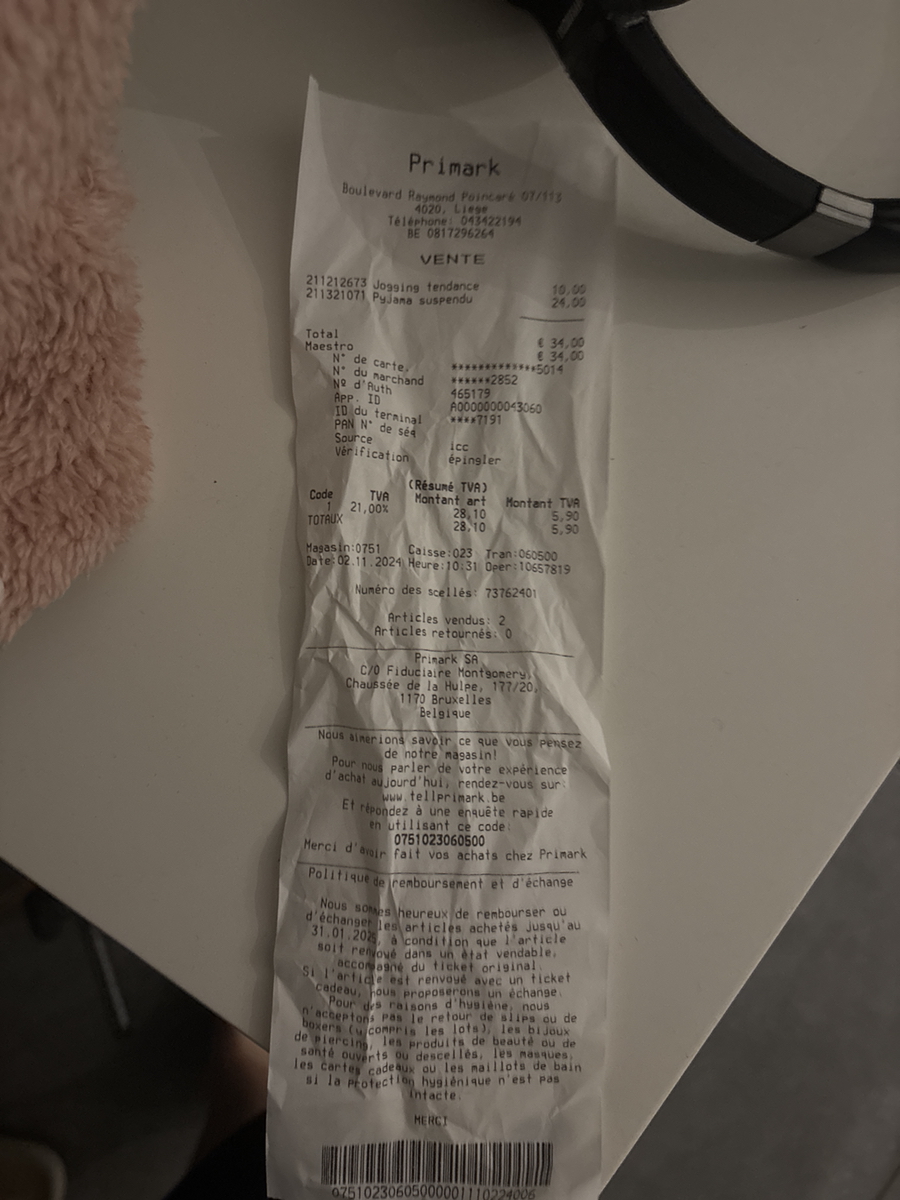 Primark
Boulevard Raymond Poincaré 07/113
4020, Liege
Téléphone: 043422194
BE 0817296264
VENTE
211212673 Jogging tendance 10,00
211321071 Pyjama suspendu 24,00
Total € 34,00
Maestro € 34,00
N° de carte. ************5014
N° du marchand ******2852
Nº d'Auth 465179
App. ID A0000000043060
ID du terminal ****7191
PAN N° de séq
Source icc
Vérification épingler
(Résumé TVA)
Code TVA Montant art Montant TVA
1 21,00% 28,10 5,90
TOTAUX 28,10 5,90
Magasin:0751 Caisse:023 Tran:060500
Date:02.11.2024 Heure:10:31 Oper:10657819
Numéro des scellés: 73762401
Articles vendus: 2
Articles retournés: 0
Primark SA
C/O Fiduciaire Montgomery,
Chaussée de la Hulpe, 177/20,
1170 Bruxelles
Belgique
Nous aimerions savoir ce que vous pensez
de notre magasin!
Pour nous parler de votre expérience
d'achat aujourd'hui, rendez-vous sur:
www.tellprimark.be
Et répondez à une enquête rapide
en utilisant ce code:
0751023060500
Merci d'avoir fait vos achats chez Primark
Politique de remboursement et d'échange
Nous sommes heureux de rembourser ou
d'échanger les articles achetés jusqu'au
31.01.2025, à condition que l'article
soit renvoyé dans un état vendable,
accompagné du ticket original.
Si l'article est renvoyé avec un ticket
cadeau, nous proposerons un échange.
Pour des raisons d'hygiène, nous
n'acceptons pas le retour de slips ou de
boxers (y compris les lots), les bijoux
de piercing, les produits de beauté ou de
santé ouverts ou descellés, les masques,
les cartes cadeaux ou les maillots de bain
si la protection hygiénique n'est pas
intacte.
MERCI